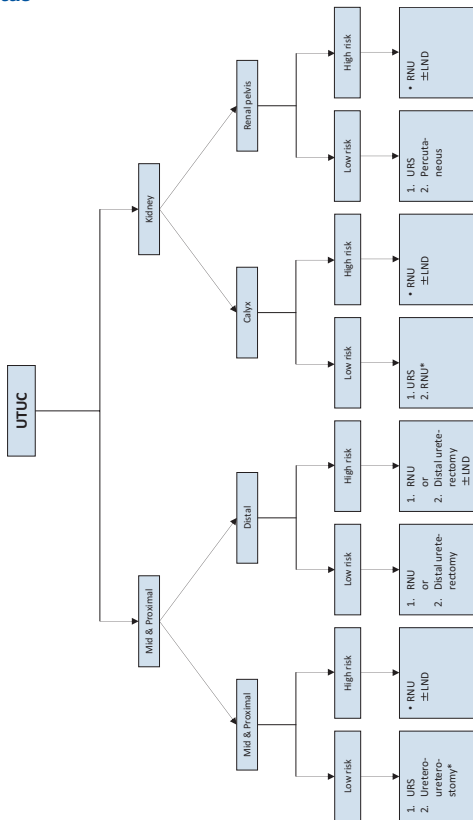 UTUC
Mid & Proximal
Kidney
Mid & Proximal
Distal
Calyx
Renal pelvis
Low risk
High risk
Low risk
High risk
Low risk
High risk
Low risk
High risk
1. URS
2. Uretero-
uretero-
stomy*
• RNU
±LND
1. RNU
or
2. Distal urete-
rectomy
1. RNU
or
2. Distal urete-
rectomy
±LND
1. URS
2. RNU*
• RNU
±LND
1. URS
2. Percuta-
neous
• RNU
±LND